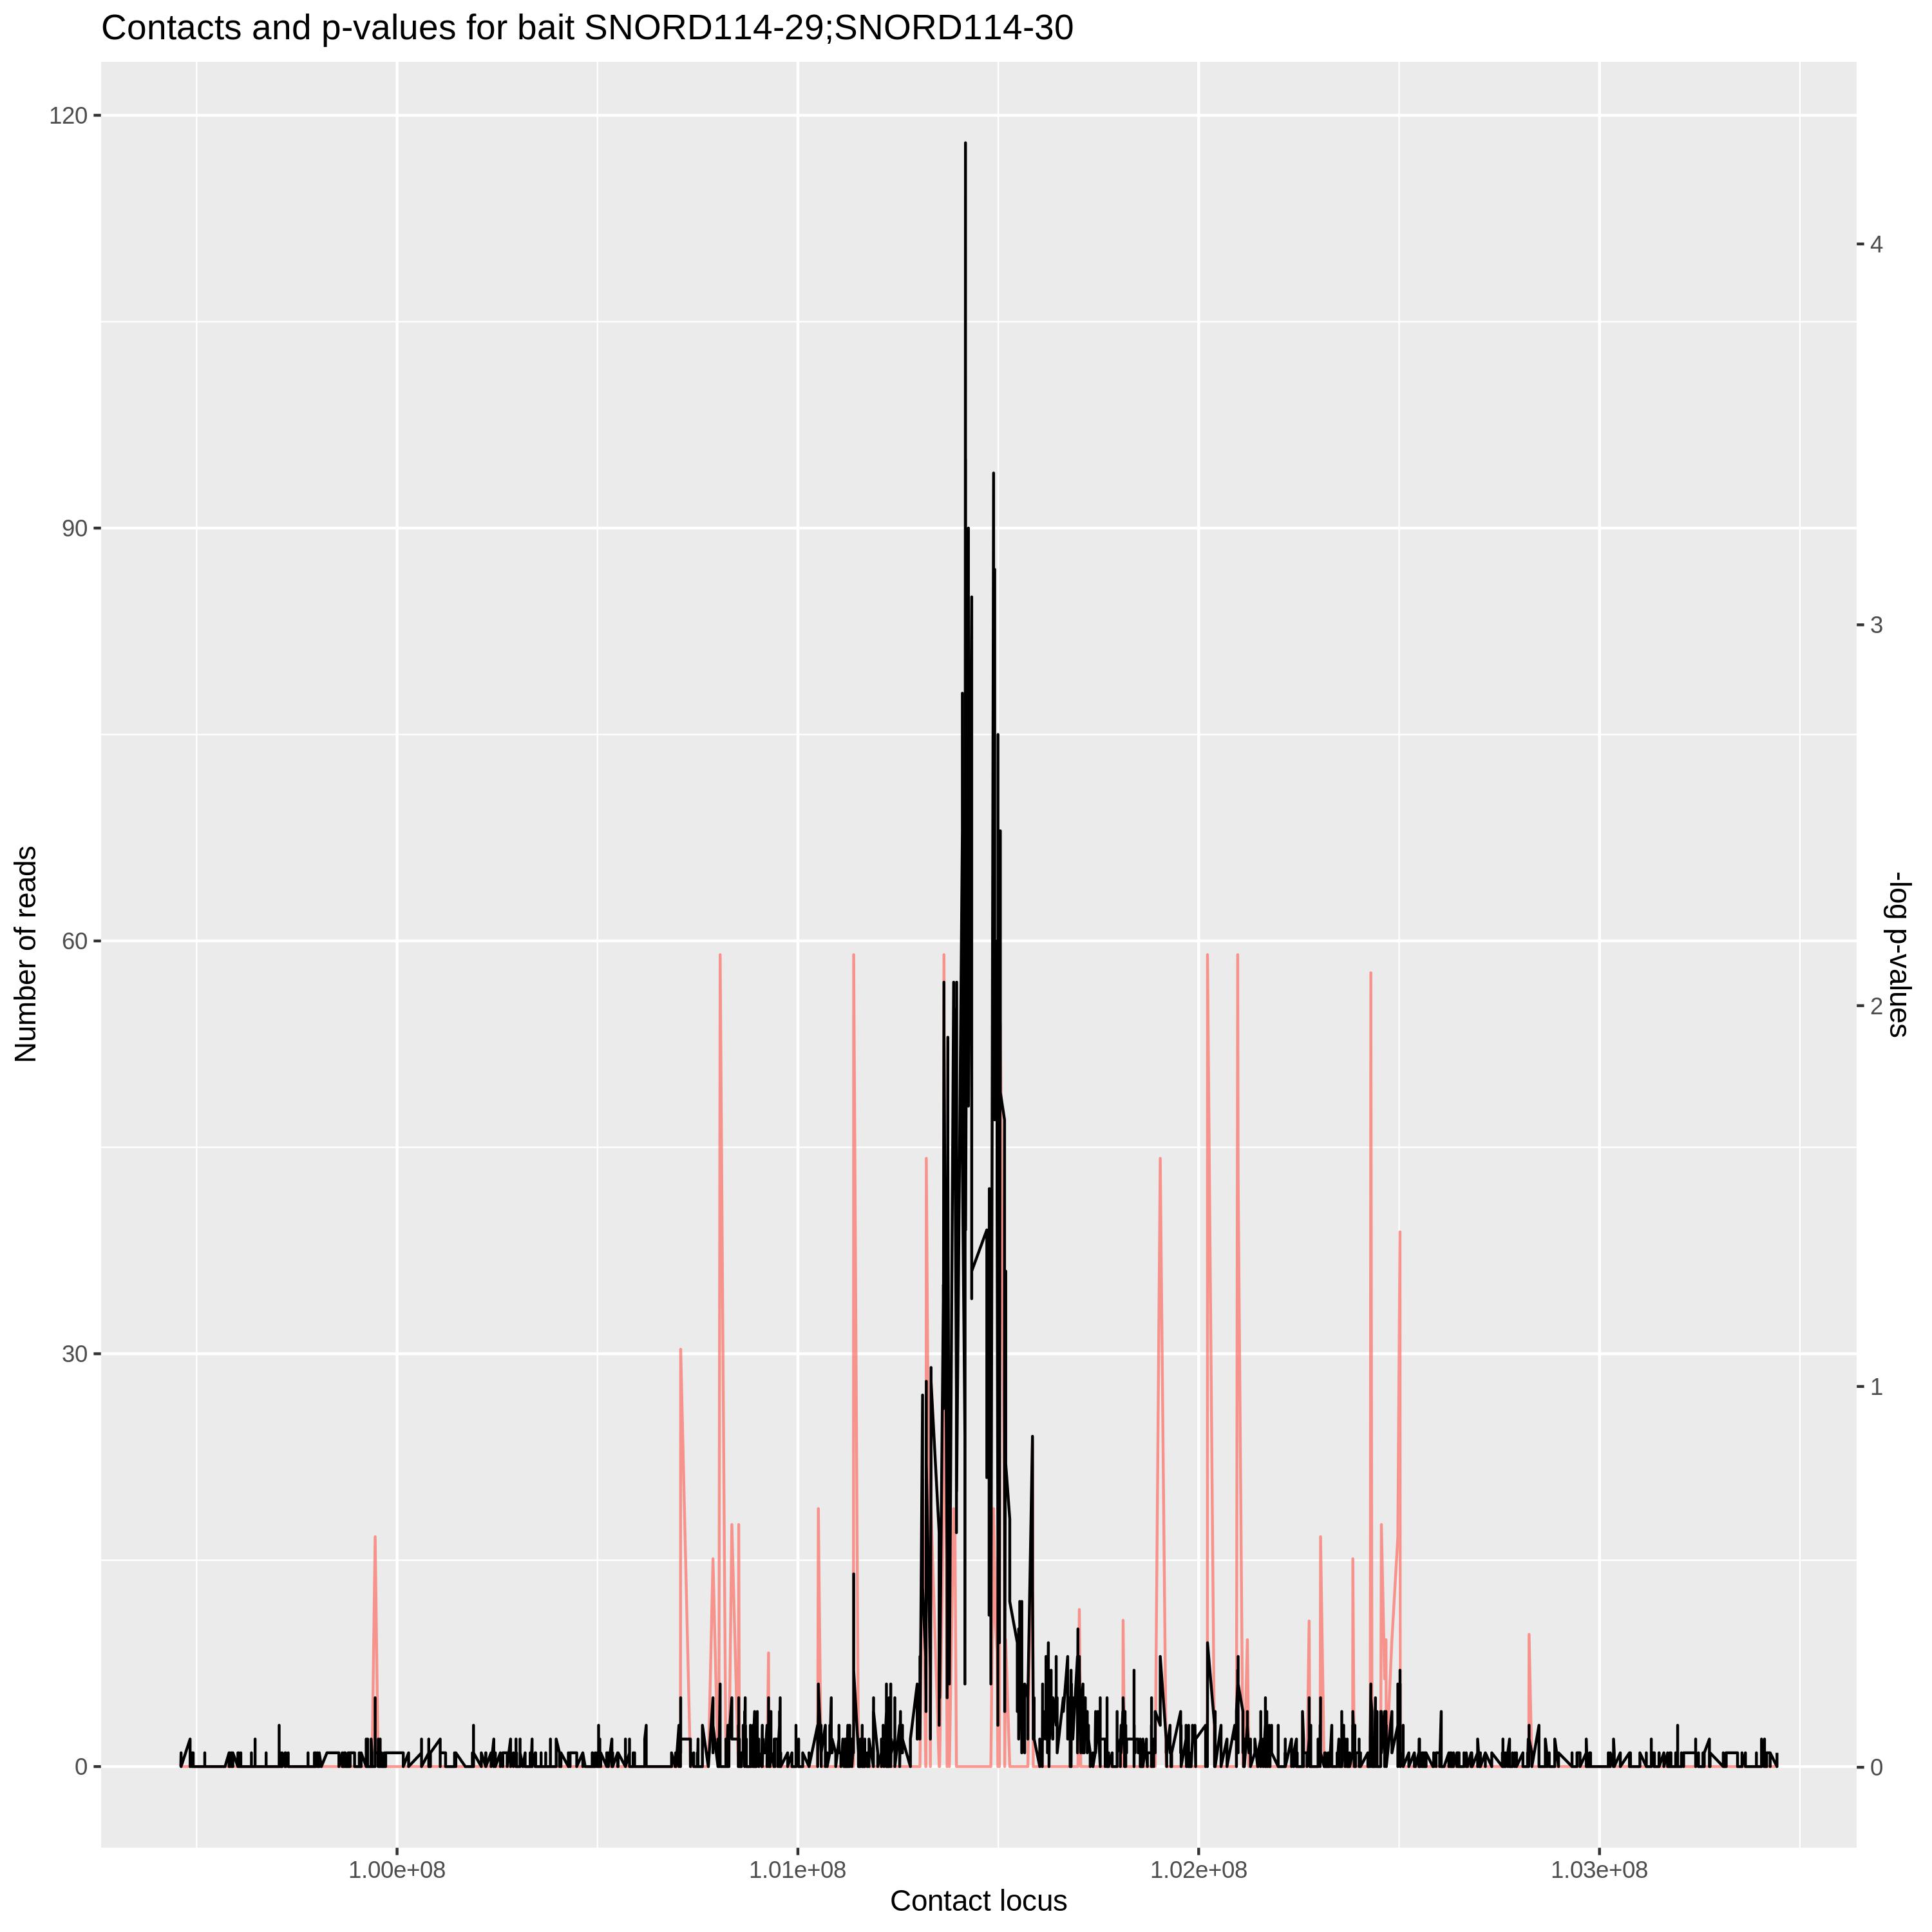 Contacts and p-values for bait SNORD114-29;SNORD114-30
120
90
60
30
0
Number of reads
4
3
2
1
0
-log p-values
1.00e+08
1.01e+08
1.02e+08
1.03e+08
Contact locus